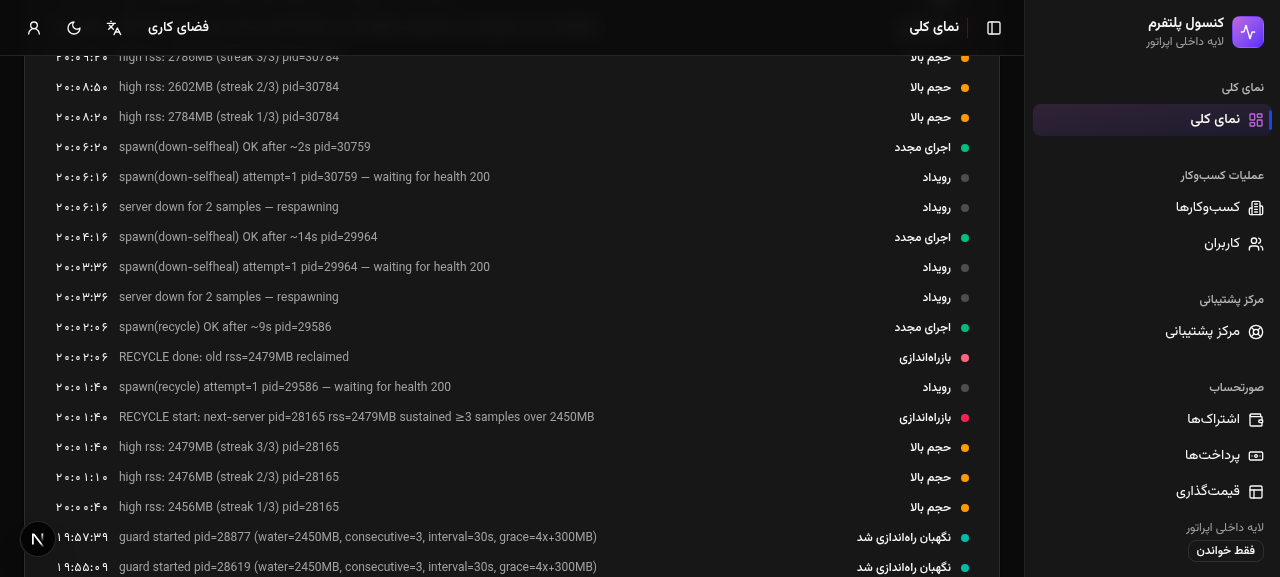 کنسول پلتفرم
لایه داخلی اپراتور
نمای کلی
نمای کلی
عملیات کسب‌وکار
کسب‌وکارها
کاربران
مرکز پشتیبانی
مرکز پشتیبانی
صورتحساب
اشتراک‌ها
پرداخت‌ها
قیمت‌گذاری
لایه داخلی اپراتور
فقط خواندن
نمای کلی
فضای کاری
حجم بالا high rss: 2786MB (streak 3/3) pid=30784 ۲۰:۰۹:۲۰
حجم بالا high rss: 2602MB (streak 2/3) pid=30784 ۲۰:۰۸:۵۰
حجم بالا high rss: 2784MB (streak 1/3) pid=30784 ۲۰:۰۸:۲۰
اجرای مجدد spawn(down-selfheal) OK after ~2s pid=30759 ۲۰:۰۶:۲۰
رویداد spawn(down-selfheal) attempt=1 pid=30759 — waiting for health 200 ۲۰:۰۶:۱۶
رویداد server down for 2 samples — respawning ۲۰:۰۶:۱۶
اجرای مجدد spawn(down-selfheal) OK after ~14s pid=29964 ۲۰:۰۴:۱۶
رویداد spawn(down-selfheal) attempt=1 pid=29964 — waiting for health 200 ۲۰:۰۳:۳۶
رویداد server down for 2 samples — respawning ۲۰:۰۳:۳۶
اجرای مجدد spawn(recycle) OK after ~9s pid=29586 ۲۰:۰۲:۰۶
بازراه‌اندازی RECYCLE done: old rss=2479MB reclaimed ۲۰:۰۲:۰۶
رویداد spawn(recycle) attempt=1 pid=29586 — waiting for health 200 ۲۰:۰۱:۴۰
بازراه‌اندازی RECYCLE start: next-server pid=28165 rss=2479MB sustained ≥3 samples over 2450MB ۲۰:۰۱:۴۰
حجم بالا high rss: 2479MB (streak 3/3) pid=28165 ۲۰:۰۱:۴۰
حجم بالا high rss: 2476MB (streak 2/3) pid=28165 ۲۰:۰۱:۱۰
حجم بالا high rss: 2456MB (streak 1/3) pid=28165 ۲۰:۰۰:۴۰
نگهبان راه‌اندازی شد guard started pid=28877 (water=2450MB, consecutive=3, interval=30s, grace=4x+300MB) ۱۹:۵۷:۳۹
نگهبان راه‌اندازی شد guard started pid=28619 (water=2450MB, consecutive=3, interval=30s, grace=4x+300MB) ۱۹:۵۵:۰۹
N